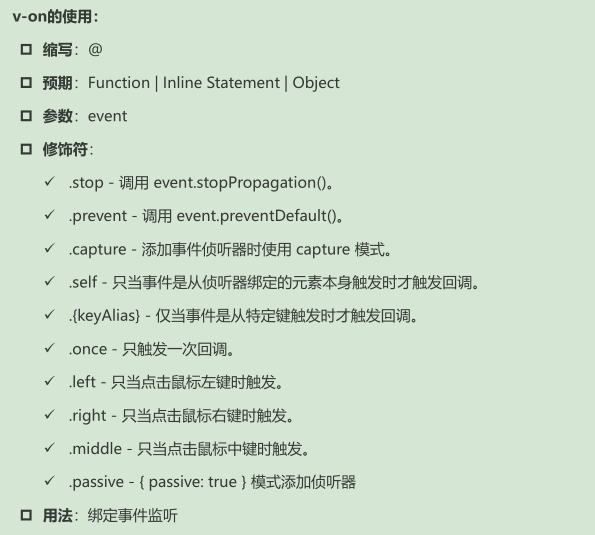 v-on的使用：
缩写：@
预期：Function | Inline Statement | Object
参数：event
修饰符：
.stop - 调用 event.stopPropagation()。
.prevent - 调用 event.preventDefault()。
.capture - 添加事件侦听器时使用 capture 模式。
.self - 只当事件是从侦听器绑定的元素本身触发时才触发回调。
.{keyAlias} - 仅当事件是从特定键触发时才触发回调。
.once - 只触发一次回调。
.left - 只当点击鼠标左键时触发。
.right - 只当点击鼠标右键时触发。
.middle - 只当点击鼠标中键时触发。
.passive - { passive: true } 模式添加侦听器
用法：绑定事件监听